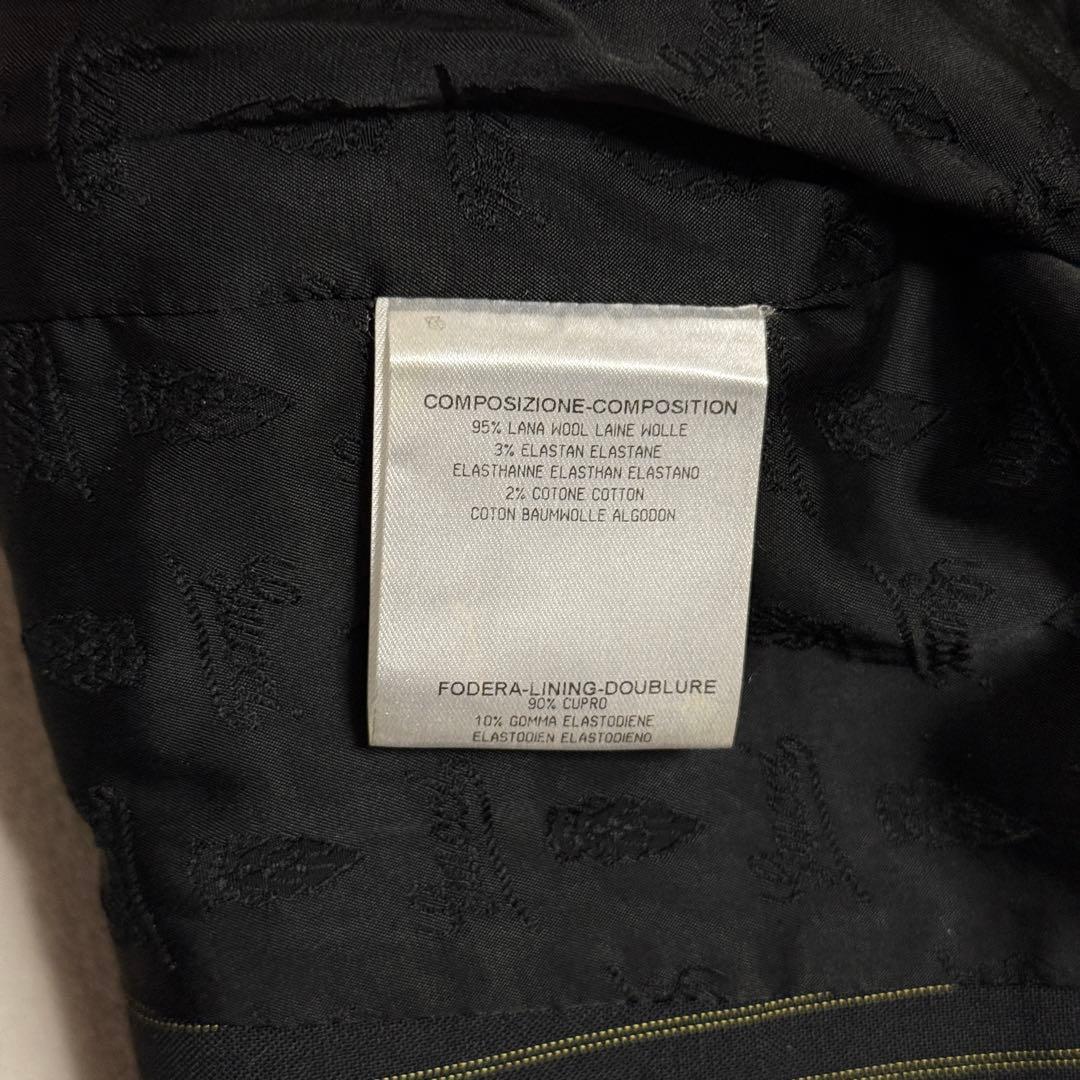 COMPOSIZIONE-COMPOSITION
95% LANA WOOL LAINE WOLLE
3% ELASTAN ELASTANE
ELASTHANNE ELASTHAN ELASTANO
2% COTONE COTTON
COTON BAUMWOLLE ALGODON
FODERA-LINING-DOUBLURE
90% CUPRO
10% GOMMA ELASTODIENE
ELASTODIEN ELASTODIENO